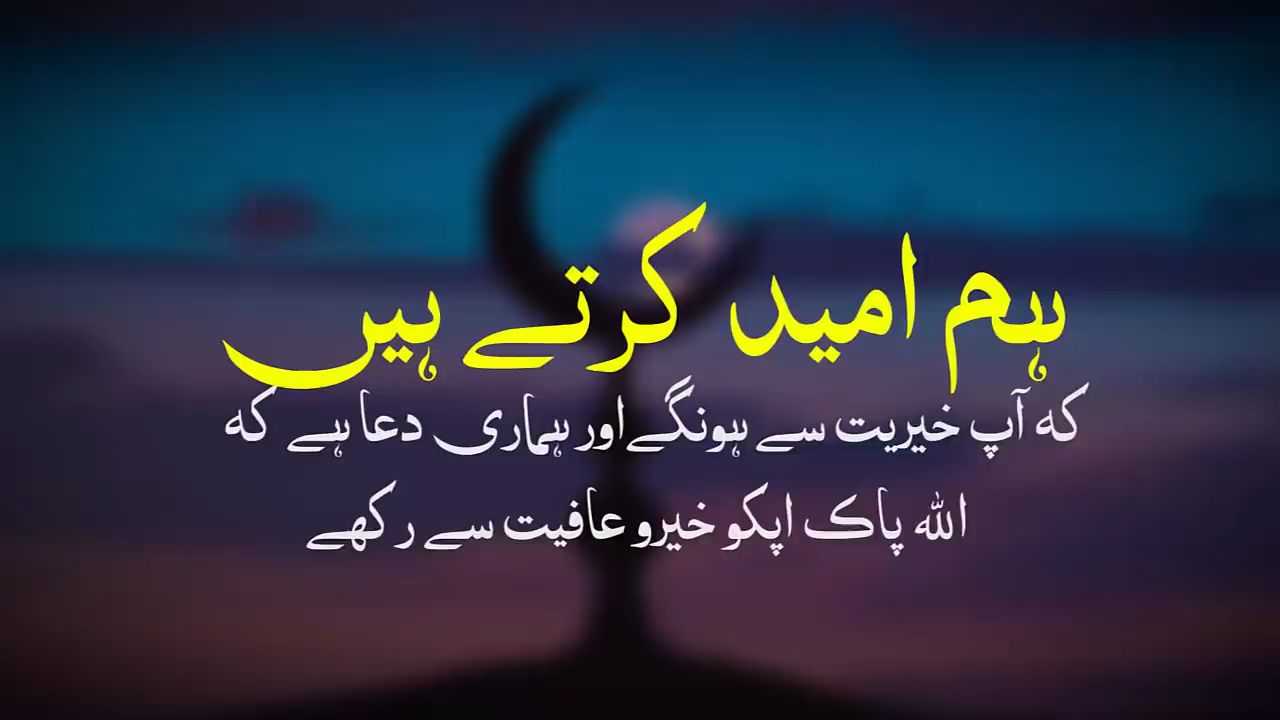 ہم امید کرتے ہیں
کہ آپ خیریت سے ہونگے اور ہماری دعا ہے کہ
اللہ پاک اپکو خیرو عافیت سے رکھے